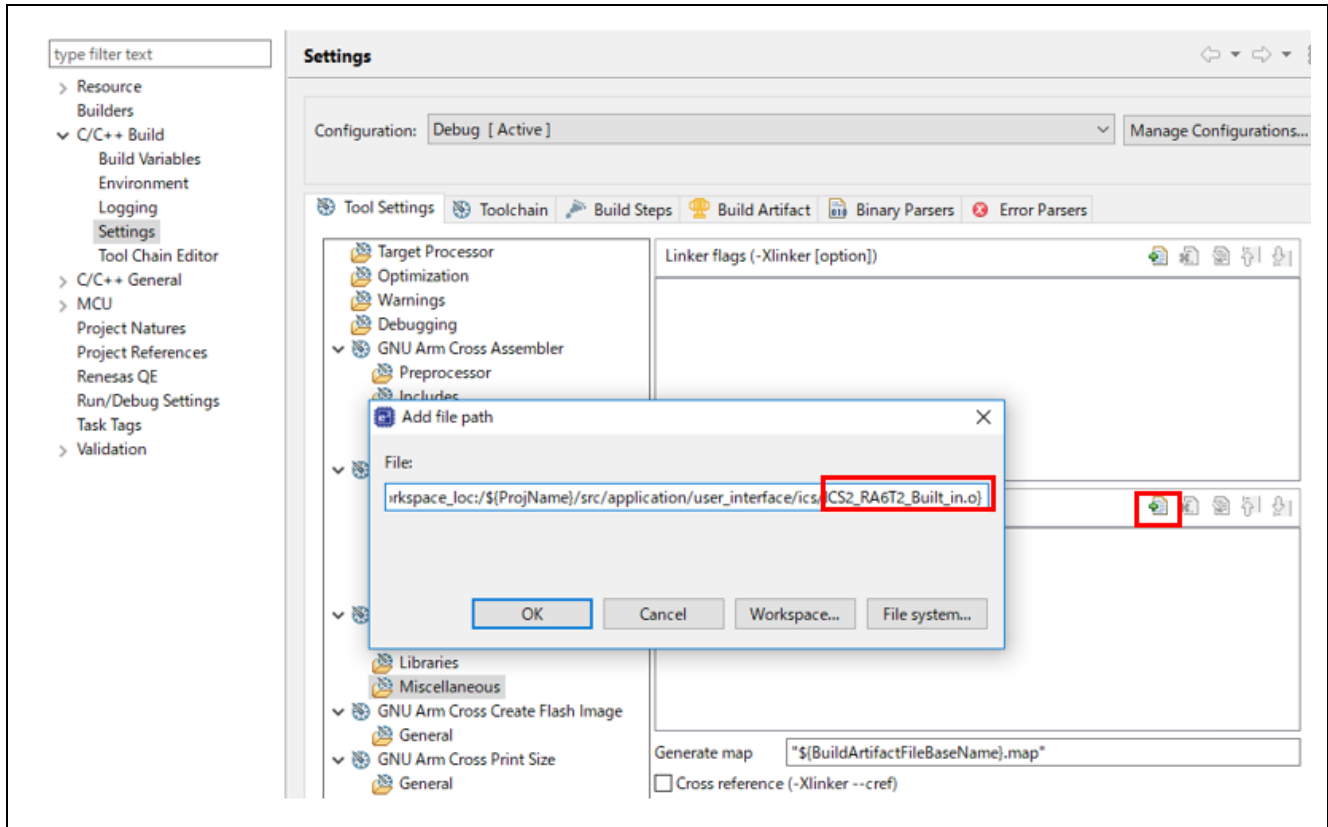 type filter text
Resource
Builders
C/C++ Build
Build Variables
Environment
Logging
Settings
Tool Chain Editor
C/C++ General
MCU
Project Natures
Project References
Renesas QE
Run/Debug Settings
Task Tags
Validation
Settings
Configuration: Debug [ Active ] Manage Configurations...
Tool Settings Toolchain Build Steps Build Artifact Binary Parsers Error Parsers
Target Processor
Optimization
Warnings
Debugging
GNU Arm Cross Assembler
Preprocessor
Includes
Linker flags (-Xlinker [option])
Add file path
File:
rkspace_loc:/${ProjName}/src/application/user_interface/ics/ICS2_RA6T2_Built_in.o}
OK Cancel Workspace... File system...
Libraries
Miscellaneous
GNU Arm Cross Create Flash Image
General
GNU Arm Cross Print Size
General
Generate map "${BuildArtifactFileBaseName}.map"
Cross reference (-Xlinker --cref)